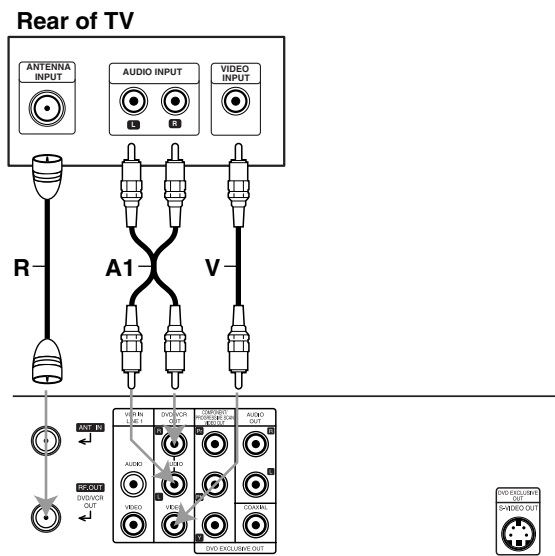 Rear of TV
ANTENNA
INPUT
AUDIO INPUT
VIDEO
INPUT
L
R
R
A1
V
ANT IN
RF.OUT
DVD/VCR
OUT
VCR IN
LINE 1
AUDIO
VIDEO
DVD/VCR
OUT
R
AUDIO
L
VIDEO
COMPONENT/
PROGRESSIVE SCAN
VIDEO OUT
Pr
Y
DVD EXCLUSIVE OUT
AUDIO
OUT
R
L
COAXIAL
DVD EXCLUSIVE
OUT
S-VIDEO OUT